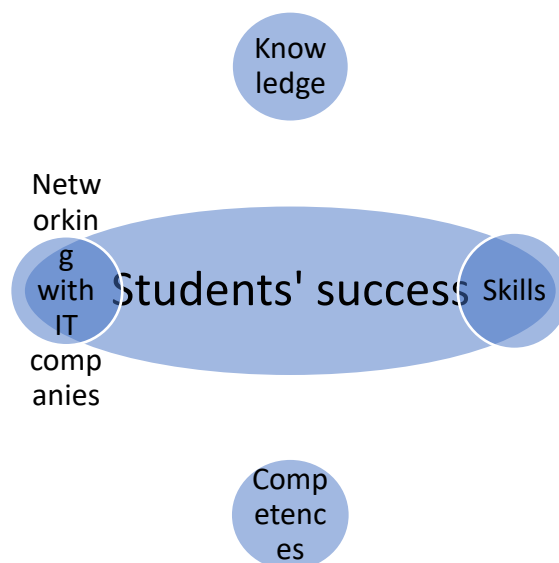 Know
ledge
Netw
orkin
g
with
IT
comp
anies
Students' success
Skills
Comp
etenc
es